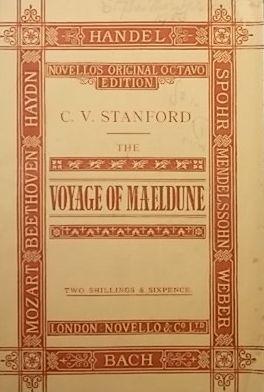 HANDEL
NOVELLO'S ORIGINAL OCTAVO
EDITION.
HAYDN
BEETHOVEN
MOZART
SPOHR
MENDELSSOHN
WEBER
C. V. STANFORD
THE
VOYAGE OF MAELDUNE
TWO SHILLINGS & SIXPENCE.
LONDON. NOVELLO. & CO LTD
BACH